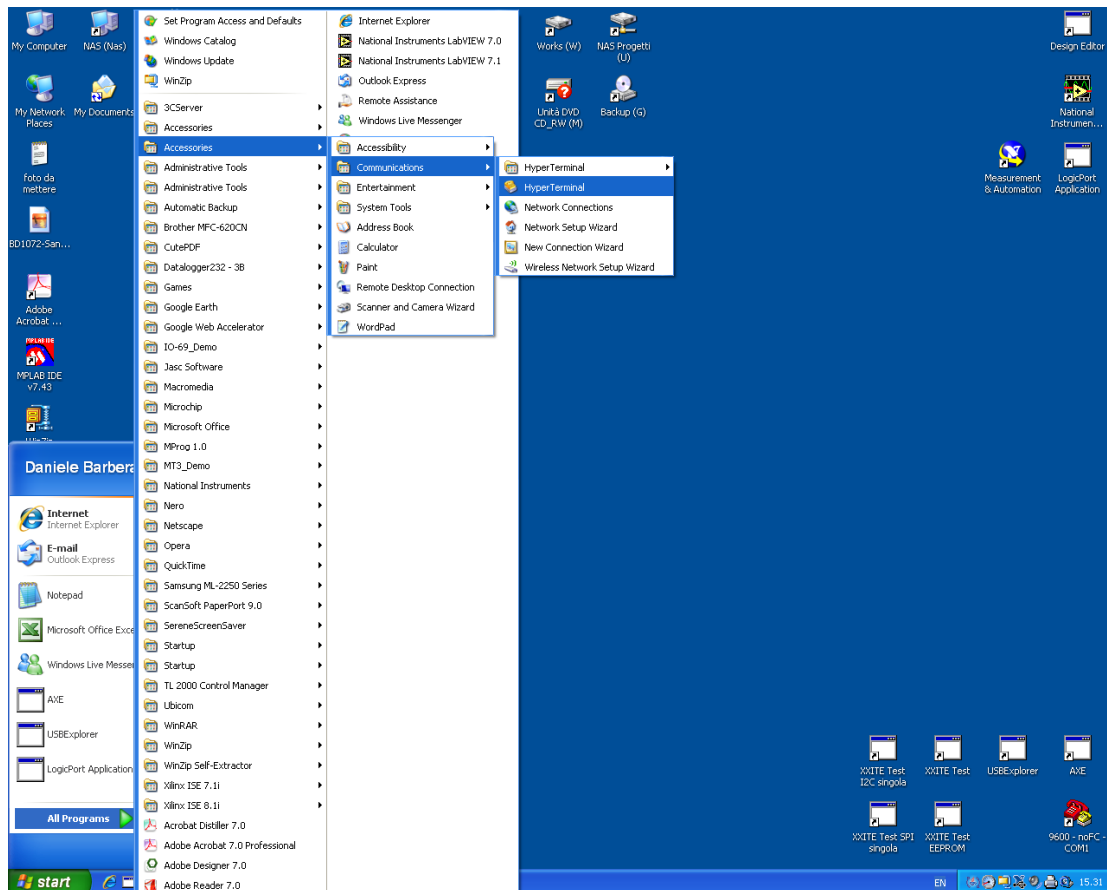 My Computer
NAS (Nas)
My Network
Places
My Documents
foto da
mettere
BD1072-San...
Adobe
Acrobat ...
MPLAB IDE
MPLAB IDE
v7.43
Set Program Access and Defaults
Windows Catalog
Windows Update
WinZip
3CServer
Accessories
Accessories
Administrative Tools
Administrative Tools
Automatic Backup
Brother MFC-620CN
CutePDF
Datalogger232 - 3B
Games
Google Earth
Google Web Accelerator
IO-69_Demo
Jasc Software
Macromedia
Microchip
Microsoft Office
MProg 1.0
MT3_Demo
National Instruments
Nero
Netscape
Opera
QuickTime
Samsung ML-2250 Series
ScanSoft PaperPort 9.0
SereneScreenSaver
Startup
Startup
TL 2000 Control Manager
Ubicom
WinRAR
WinZip
WinZip Self-Extractor
Xilinx ISE 7.1i
Xilinx ISE 8.1i
Acrobat Distiller 7.0
Adobe Acrobat 7.0 Professional
Adobe Designer 7.0
Adobe Reader 7.0
Internet Explorer
National Instruments LabVIEW 7.0
National Instruments LabVIEW 7.1
Outlook Express
Remote Assistance
Windows Live Messenger
Accessibility
Communications
Entertainment
System Tools
Address Book
Calculator
Paint
Remote Desktop Connection
Scanner and Camera Wizard
WordPad
HyperTerminal
HyperTerminal
Network Connections
Network Setup Wizard
New Connection Wizard
Wireless Network Setup Wizard
Works (W)
NAS Progetti
(U)
Unità DVD
CD_RW (M)
Backup (G)
Design Editor
National
Instrumen...
Measurement
& Automation
LogicPort
Application
Daniele Barbera
Internet
Internet Explorer
E-mail
Outlook Express
Notepad
Microsoft Office Exce
Windows Live Messe
AXE
USBExplorer
LogicPort Application
All Programs
XXITE Test
I2C singola
XXITE Test
USBExplorer
AXE
XXITE Test SPI
singola
XXITE Test
EEPROM
9600 - noFC -
COM1
start
EN
15.31